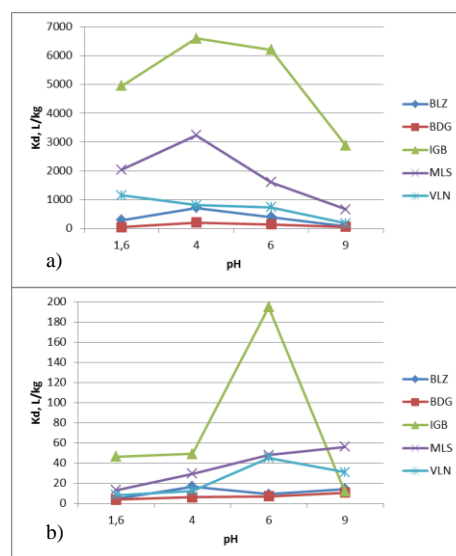 7000
6000
5000
4000
3000
2000
1000
0
Kd, L/kg
1,6 4 6 9
pH
a)
BLZ
BDG
IGB
MLS
VLN
200
180
160
140
120
100
80
60
40
20
0
Kd, L/kg
1,6 4 6 9
pH
b)
BLZ
BDG
IGB
MLS
VLN